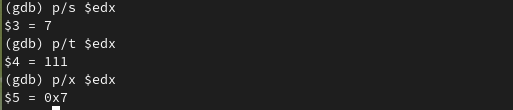 (gdb) p/s $edx
$3 = 7
(gdb) p/t $edx
$4 = 111
(gdb) p/x $edx
$5 = 0x7